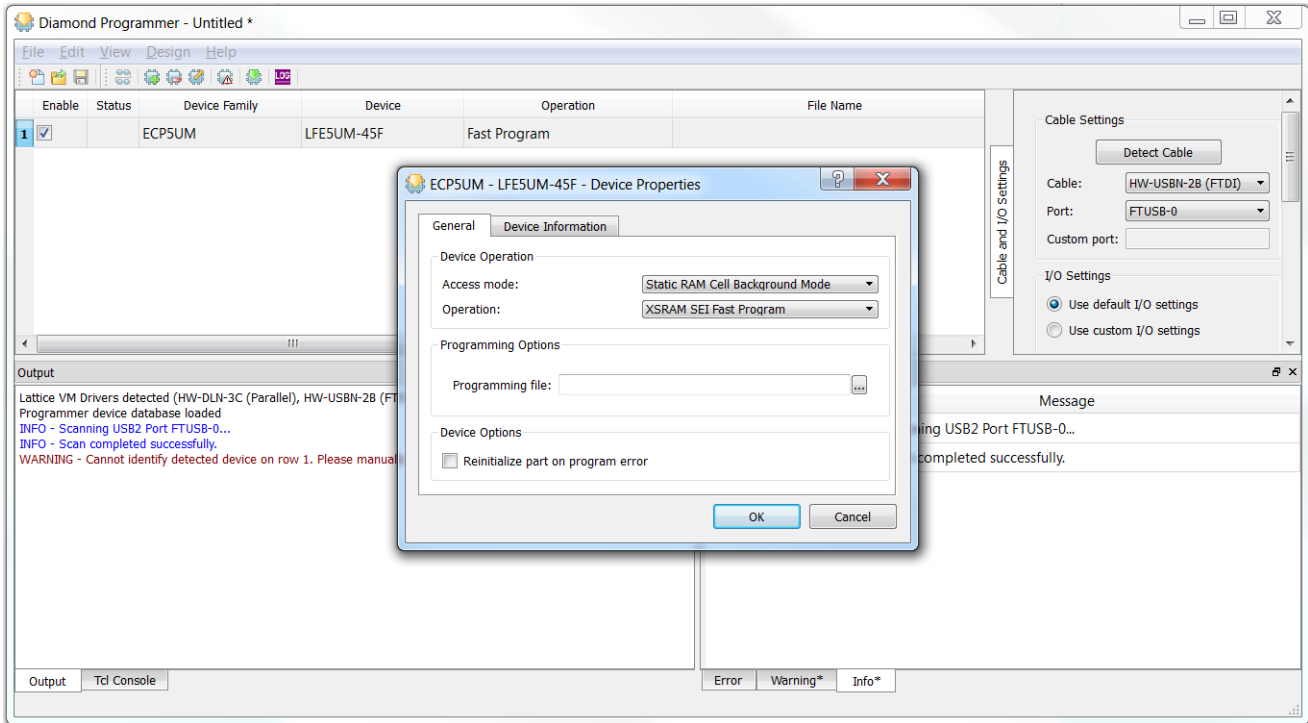 Diamond Programmer - Untitled *
File Edit View Design Help
LOG
Enable Status Device Family Device Operation File Name
1 ECP5UM LFE5UM-45F Fast Program
Cable and I/O Settings
Cable Settings
Detect Cable
Cable: HW-USBN-2B (FTDI)
Port: FTUSB-0
Custom port:
I/O Settings
Use default I/O settings
Use custom I/O settings
ECP5UM - LFE5UM-45F - Device Properties
General Device Information
Device Operation
Access mode: Static RAM Cell Background Mode
Operation: XSRAM SEI Fast Program
Programming Options
Programming file: ...
Device Options
Reinitialize part on program error
OK Cancel
Output
Lattice VM Drivers detected (HW-DLN-3C (Parallel), HW-USBN-2B (FT
Programmer device database loaded
INFO - Scanning USB2 Port FTUSB-0...
INFO - Scan completed successfully.
WARNING - Cannot identify detected device on row 1. Please manual
Output Tcl Console
Message
ing USB2 Port FTUSB-0...
completed successfully.
Error Warning* Info*